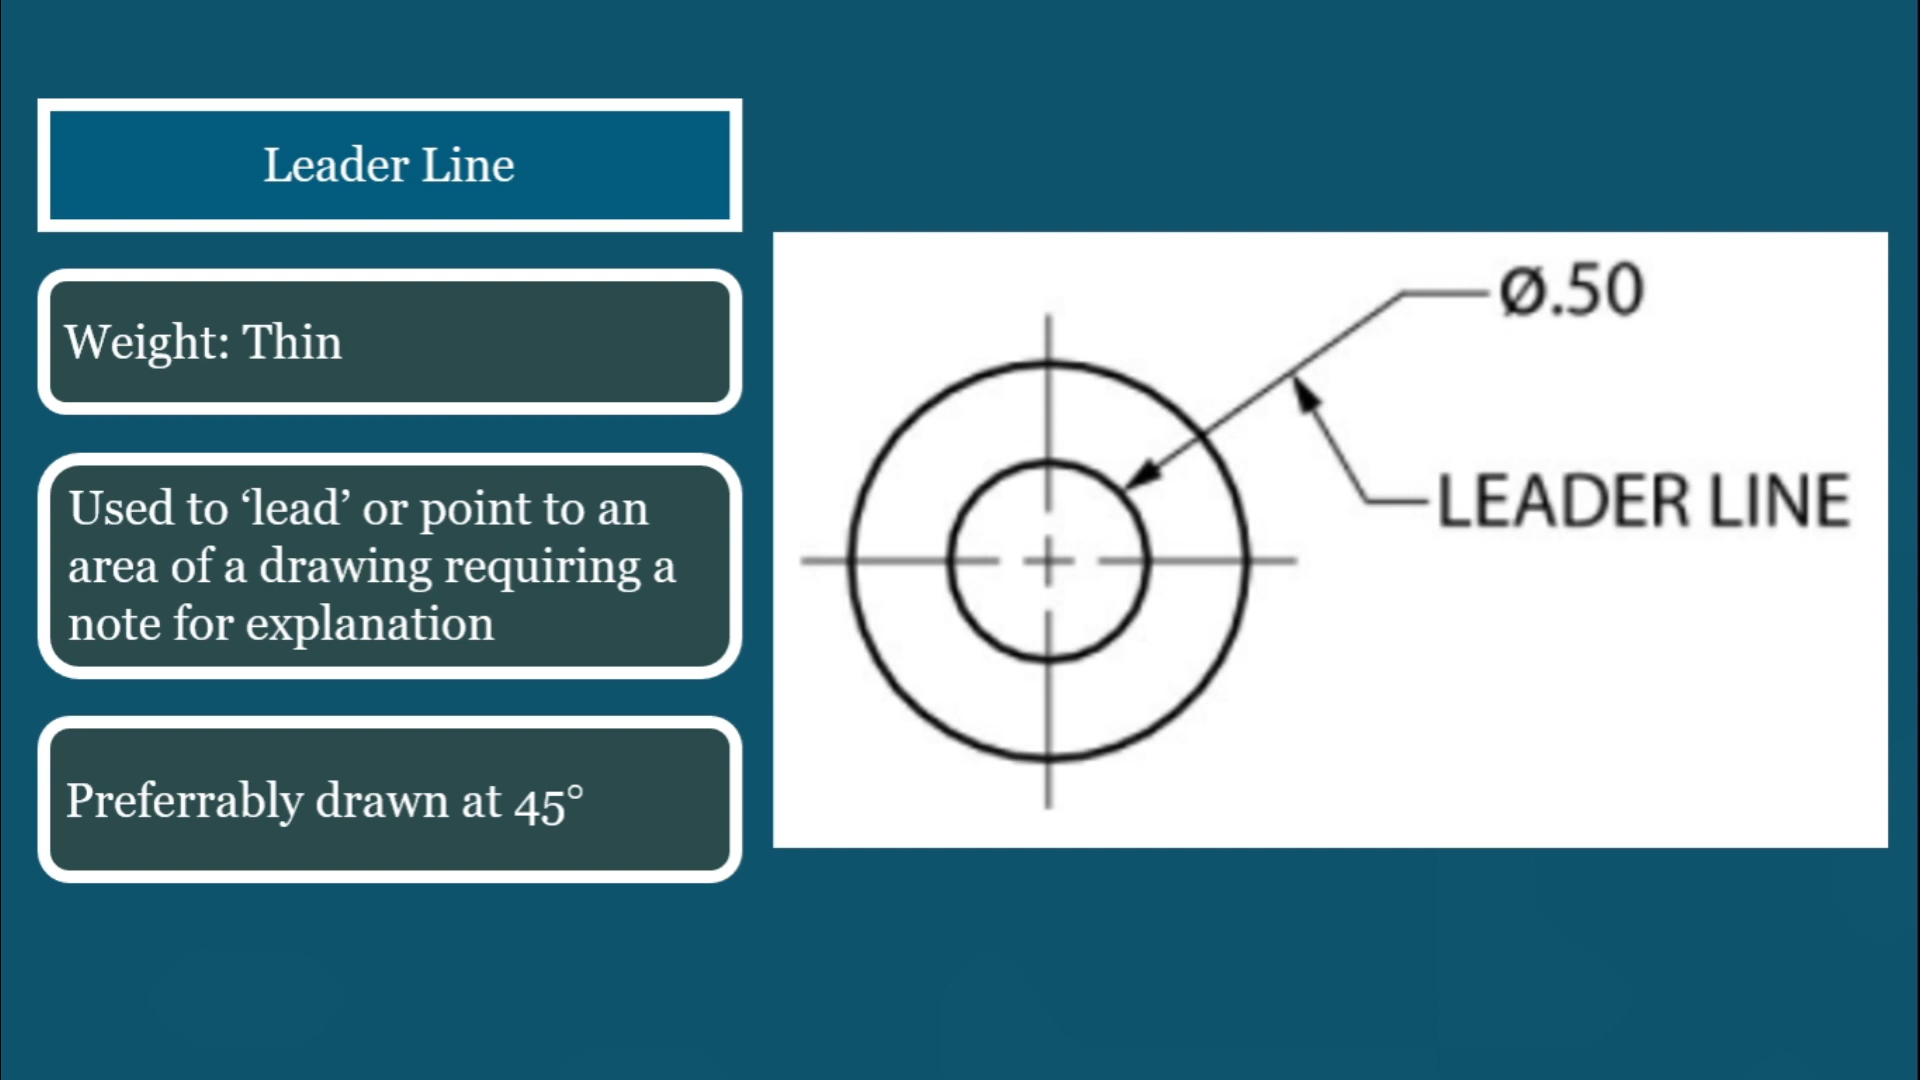 Leader Line
Weight: Thin
Used to ‘lead’ or point to an
area of a drawing requiring a
note for explanation
Preferrably drawn at 45°
Ø.50
LEADER LINE